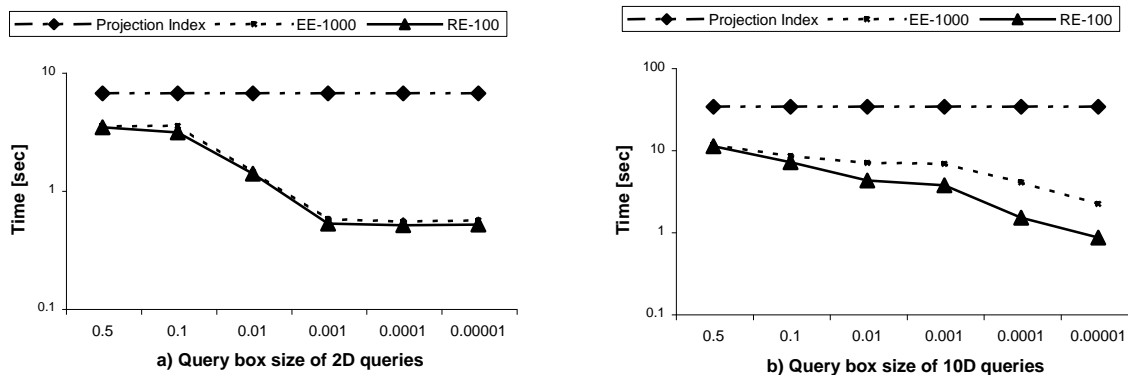 Projection Index EE-1000 RE-100
10
1
0.1
Time [sec]
0.5 0.1 0.01 0.001 0.0001 0.00001
a) Query box size of 2D queries
Projection Index EE-1000 RE-100
100
10
1
0.1
Time [sec]
0.5 0.1 0.01 0.001 0.0001 0.00001
b) Query box size of 10D queries